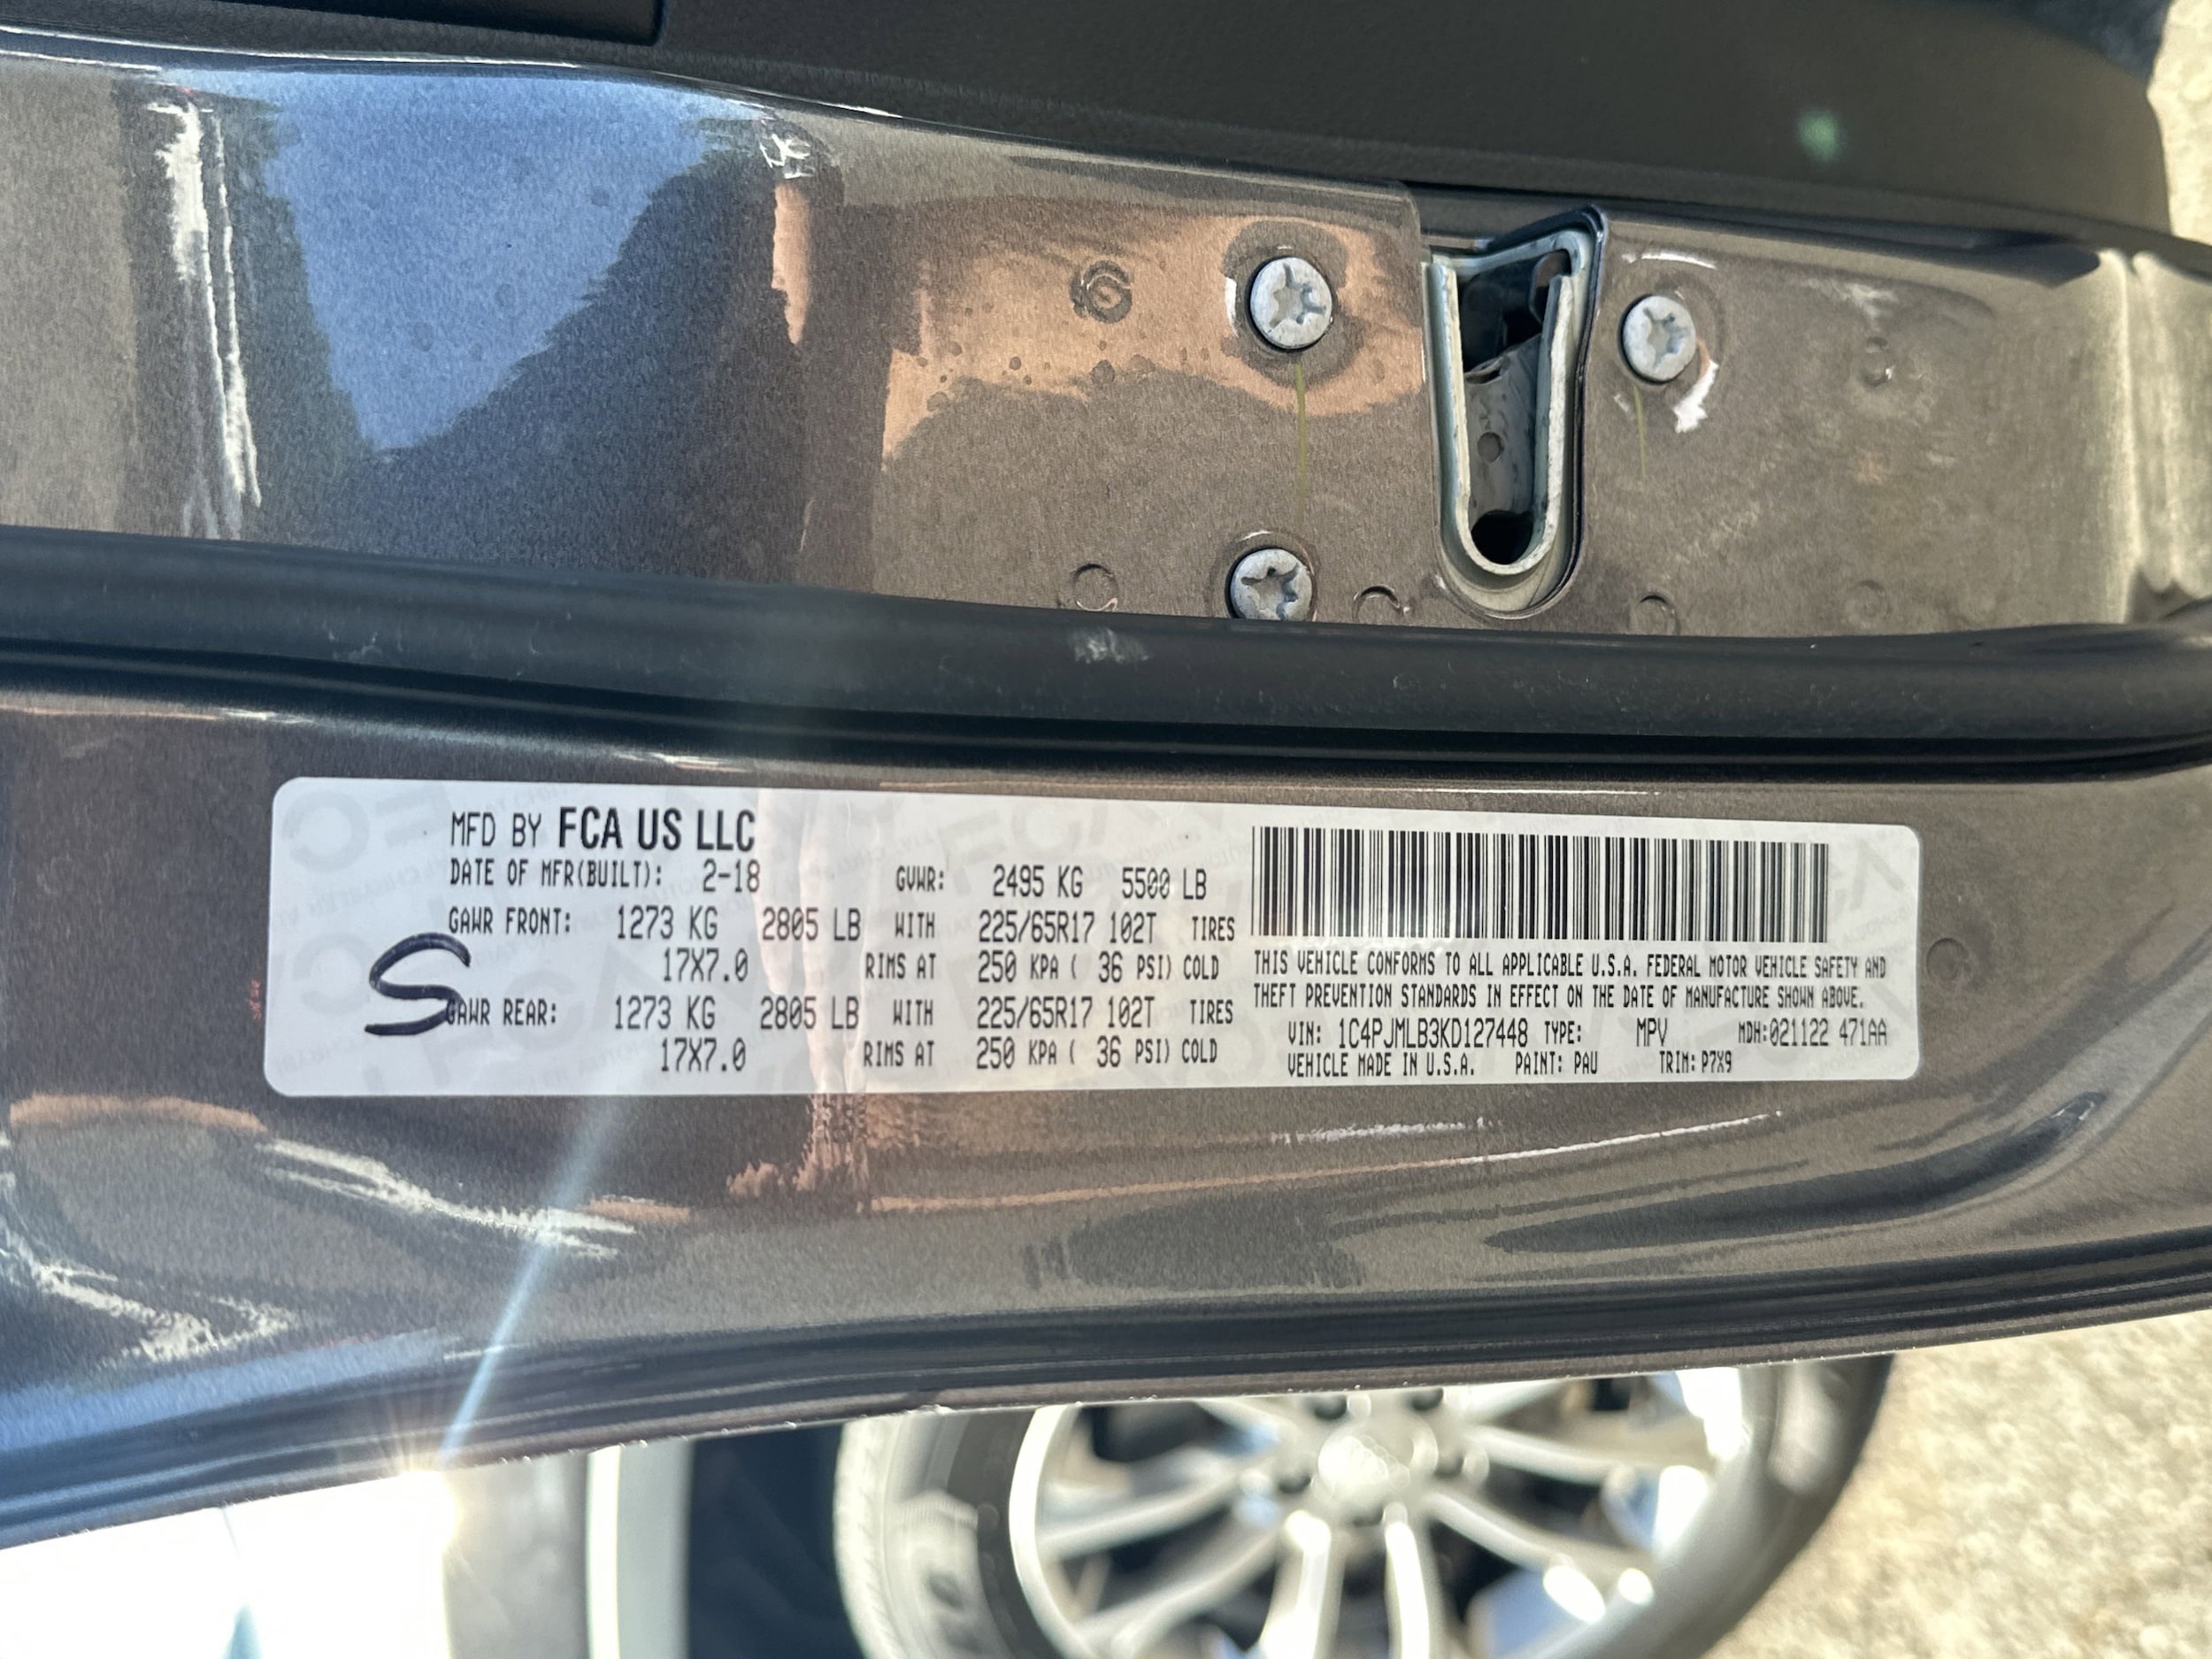 MFD BY FCA US LLC
DATE OF MFR(BUILT): 2-18 GVWR: 2495 KG 5500 LB
GAWR FRONT: 1273 KG 2805 LB WITH 225/65R17 102T TIRES
17X7.0 RIMS AT 250 KPA ( 36 PSI) COLD
S
GAWR REAR: 1273 KG 2805 LB WITH 225/65R17 102T TIRES
17X7.0 RIMS AT 250 KPA ( 36 PSI) COLD
THIS VEHICLE CONFORMS TO ALL APPLICABLE U.S.A. FEDERAL MOTOR VEHICLE SAFETY AND
THEFT PREVENTION STANDARDS IN EFFECT ON THE DATE OF MANUFACTURE SHOWN ABOVE.
VIN: 1C4PJMLB3KD127448 TYPE: MPV MDH:021122 471AA
VEHICLE MADE IN U.S.A. PAINT: PAU TRIM: P7X9